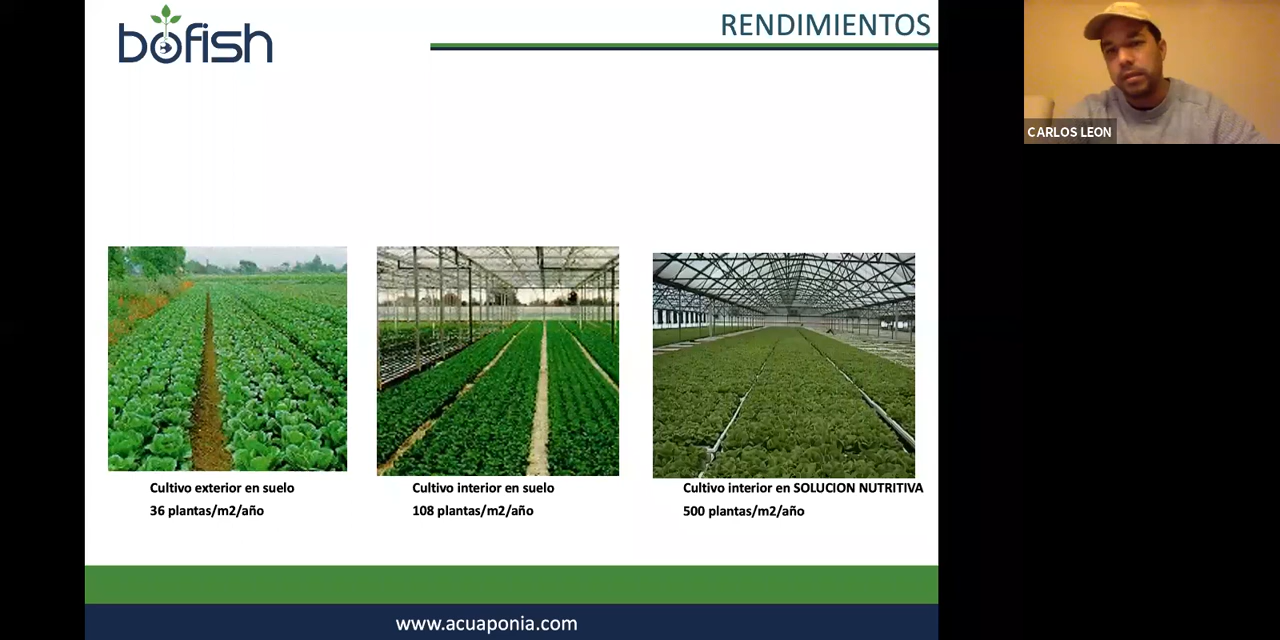 bofish
RENDIMIENTOS
CARLOS LEON
Cultivo exterior en suelo
36 plantas/m2/año
Cultivo interior en suelo
108 plantas/m2/año
Cultivo interior en SOLUCION NUTRITIVA
500 plantas/m2/año
www.acuaponia.com